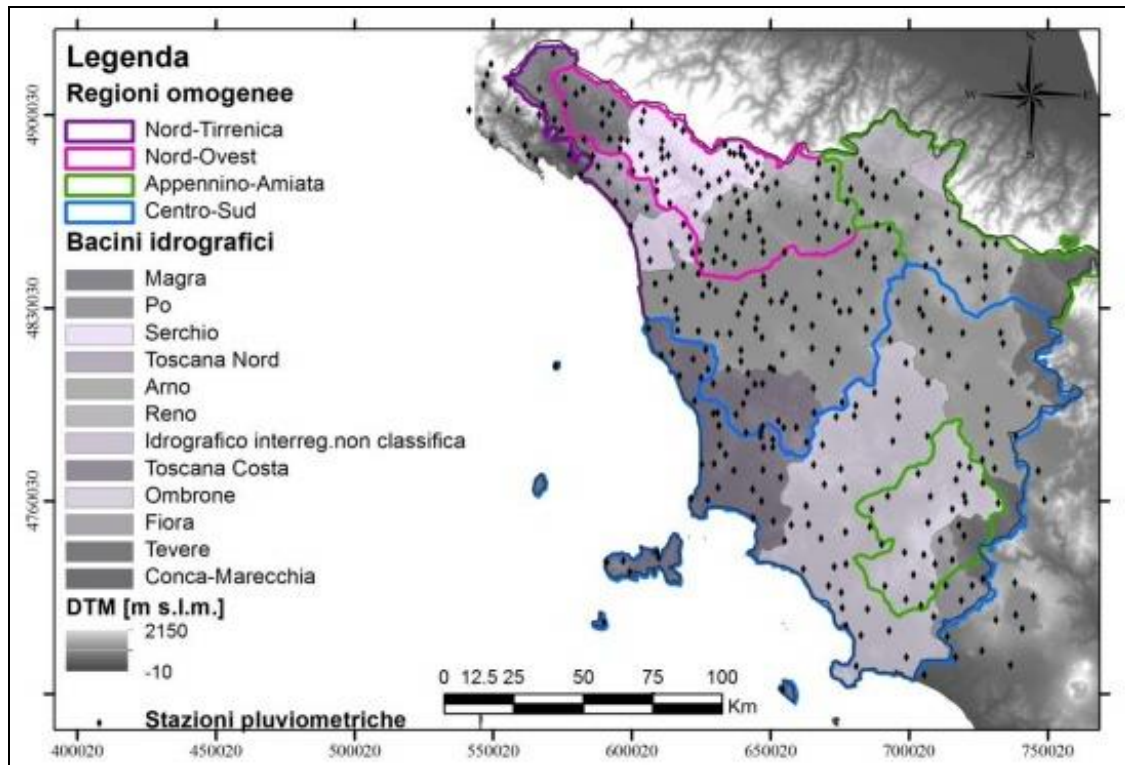 Legenda
Regioni omogenee
Nord-Tirrenica
Nord-Ovest
Appennino-Amiata
Centro-Sud
Bacini idrografici
Magra
Po
Serchio
Toscana Nord
Arno
Reno
Idrografico interreg.non classifica
Toscana Costa
Ombrone
Fiora
Tevere
Conca-Marecchia
DTM [m s.l.m.]
2150
-10
Stazioni pluviometriche
N
W E
S
0 12.5 25 50 75 100
Km
4900030
4830030
4760030
400020 450020 500020 550020 600020 650020 700020 750020